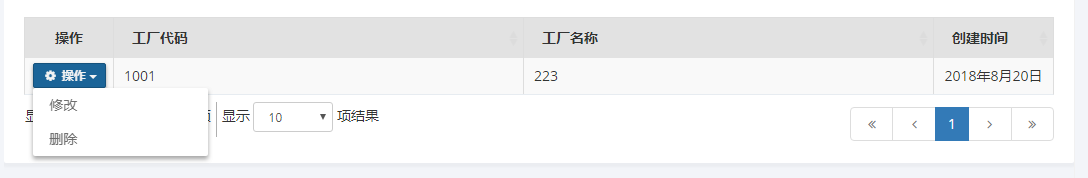 操作 工厂代码 工厂名称 创建时间
操作 1001 223 2018年8月20日
修改
显示 10 项结果 « ‹ 1 › »
删除